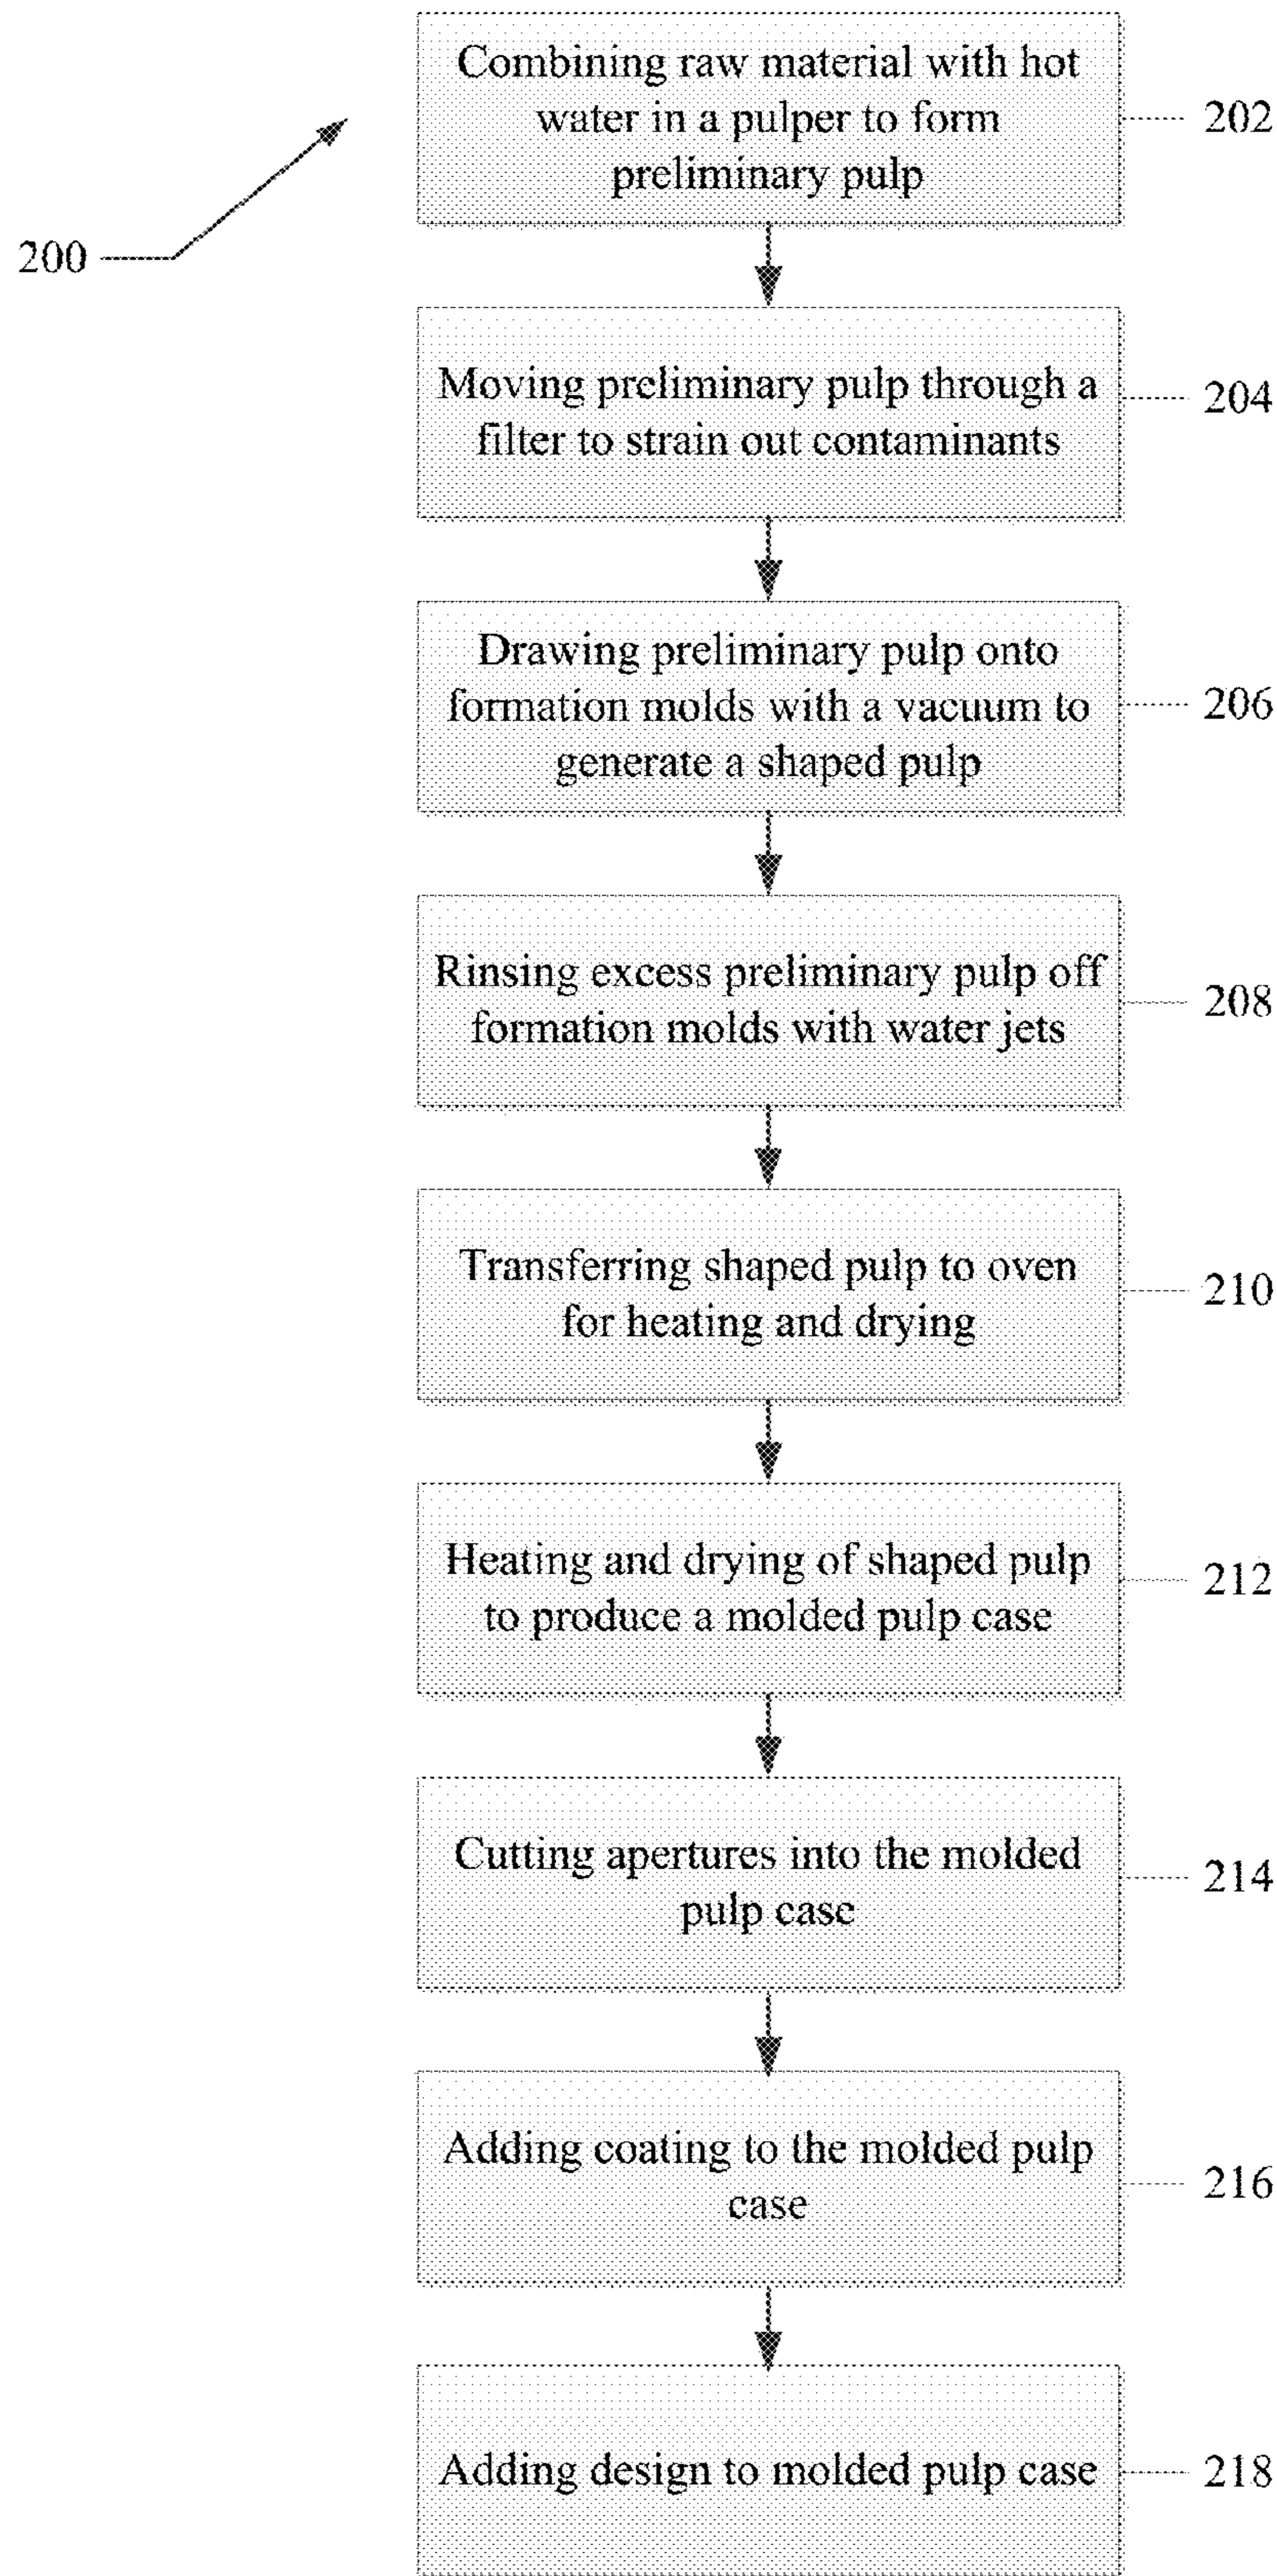 Combining raw material with hot
water in a pulper to form
preliminary pulp
202
200
Moving preliminary pulp through a
filter to strain out contaminants
204
Drawing preliminary pulp onto
formation molds with a vacuum to
generate a shaped pulp
206
Rinsing excess preliminary pulp off
formation molds with water jets
208
Transferring shaped pulp to oven
for heating and drying
210
Heating and drying of shaped pulp
to produce a molded pulp case
212
Cutting apertures into the molded
pulp case
214
Adding coating to the molded pulp
case
216
Adding design to molded pulp case
218